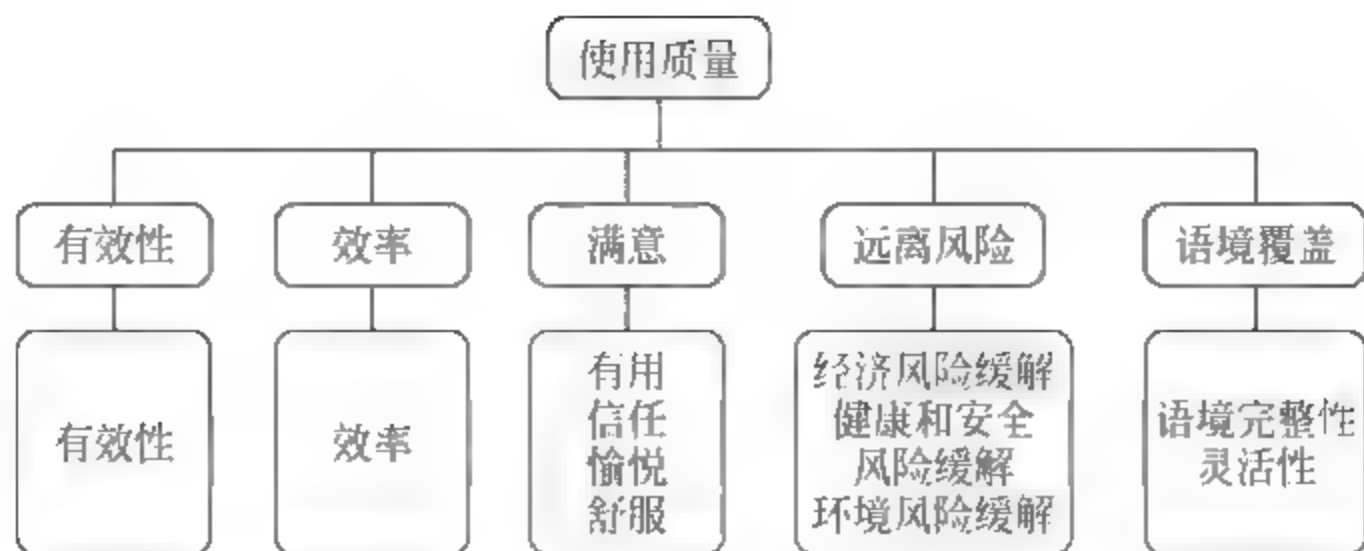 使用质量
有效性
效率
满意
远离风险
语境覆盖
有效性
效率
有用
信任
愉悦
舒服
经济风险缓解
健康和安全
风险缓解
环境风险缓解
语境完整性
灵活性